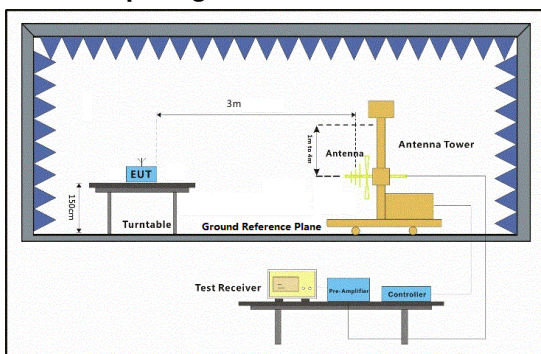 3m
1m to 4m
Antenna
Antenna Tower
EUT
150cm
Turntable
Ground Reference Plane
Test Receiver
Pre-Amplifier
Controller